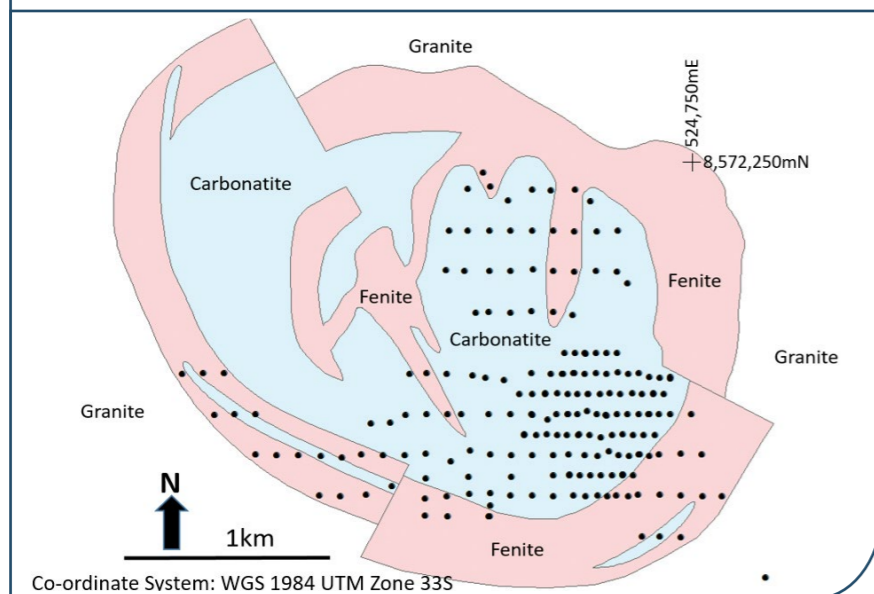 Granite
524,750mE
8,572,250mN
Carbonatite
Fenite
Fenite
Carbonatite
Granite
Granite
N
1km
Fenite
Co-ordinate System: WGS 1984 UTM Zone 33S